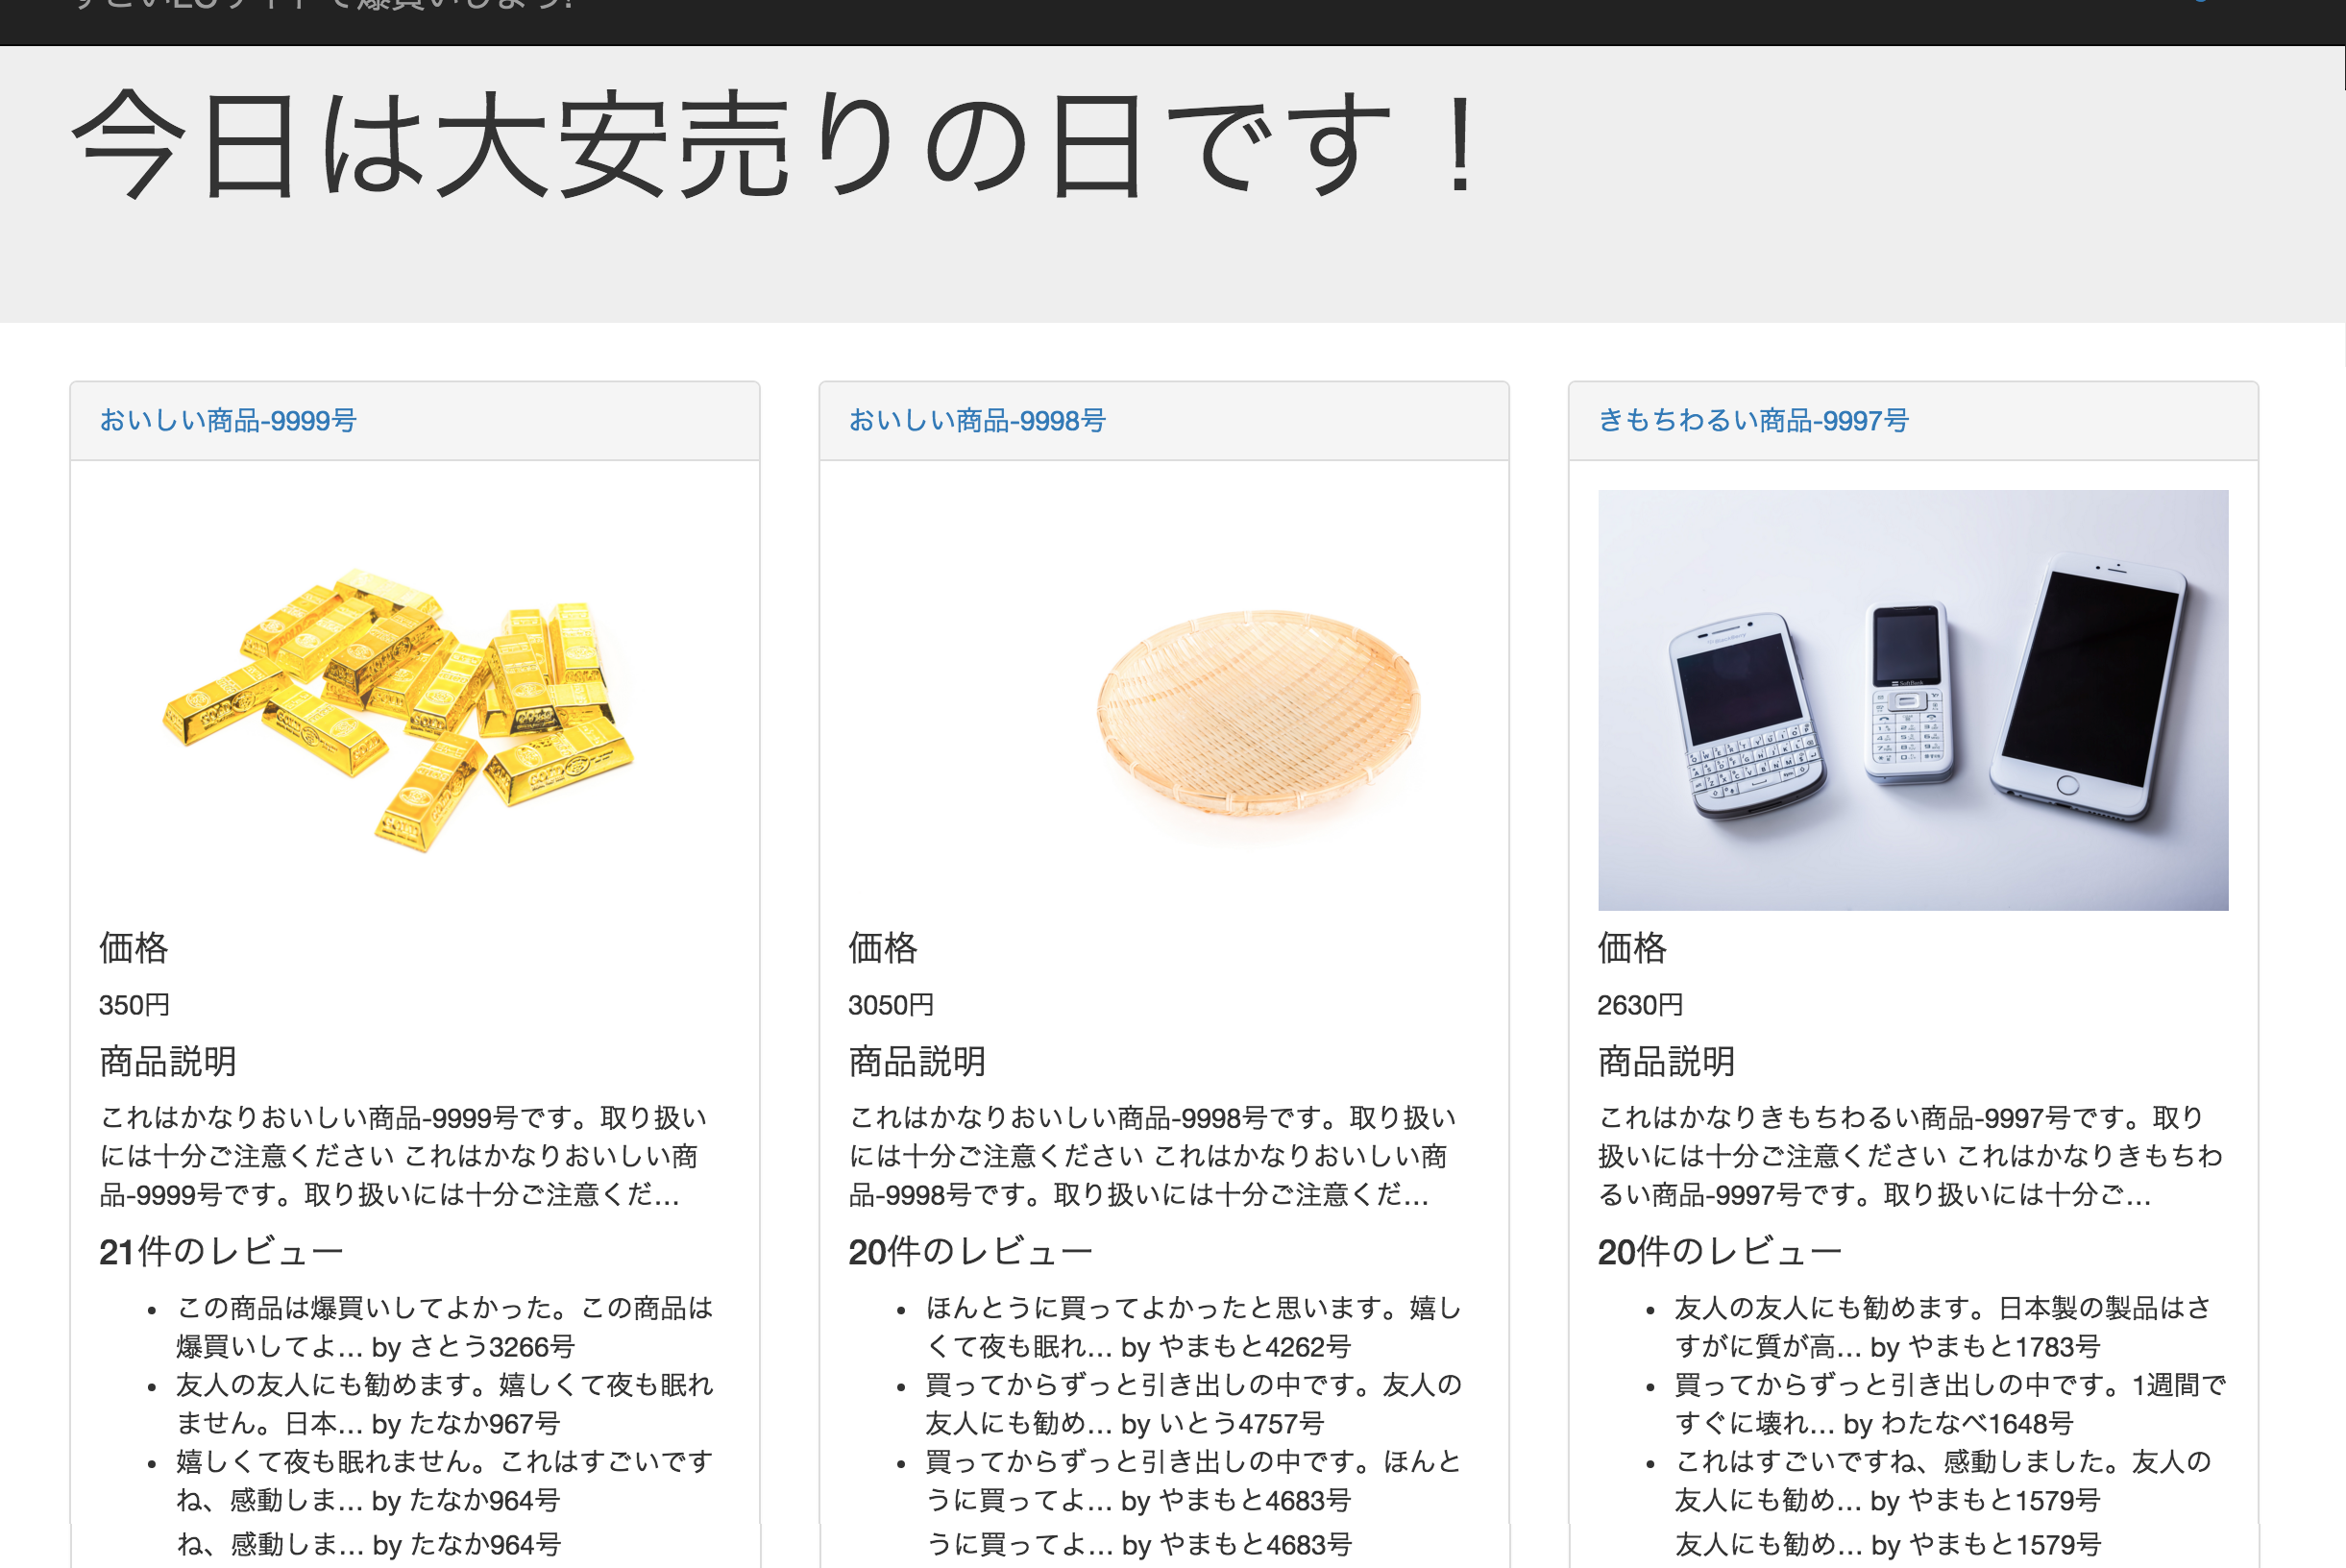 すごいECサイトで爆買いしよう!
今日は大安売りの日です！
おいしい商品-9999号
価格
350円
商品説明
これはかなりおいしい商品-9999号です。取り扱い
には十分ご注意ください これはかなりおいしい商
品-9999号です。取り扱いには十分ご注意くだ...
21件のレビュー
この商品は爆買いしてよかった。この商品は
爆買いしてよ... by さとう3266号
友人の友人にも勧めます。嬉しくて夜も眠れ
ません。日本... by たなか967号
嬉しくて夜も眠れません。これはすごいです
ね、感動しま... by たなか964号
ね、感動しま... by たなか964号
おいしい商品-9998号
価格
3050円
商品説明
これはかなりおいしい商品-9998号です。取り扱い
には十分ご注意ください これはかなりおいしい商
品-9998号です。取り扱いには十分ご注意くだ...
20件のレビュー
ほんとうに買ってよかったと思います。嬉し
くて夜も眠れ... by やまもと4262号
買ってからずっと引き出しの中です。友人の
友人にも勧め... by いとう4757号
買ってからずっと引き出しの中です。ほんと
うに買ってよ... by やまもと4683号
うに買ってよ... by やまもと4683号
きもちわるい商品-9997号
SoftBank
価格
2630円
商品説明
これはかなりきもちわるい商品-9997号です。取り
扱いには十分ご注意ください これはかなりきもちわ
るい商品-9997号です。取り扱いには十分ご...
20件のレビュー
友人の友人にも勧めます。日本製の製品はさ
すがに質が高... by やまもと1783号
買ってからずっと引き出しの中です。1週間で
すぐに壊れ... by わたなべ1648号
これはすごいですね、感動しました。友人の
友人にも勧め... by やまもと1579号
友人にも勧め... by やまもと1579号